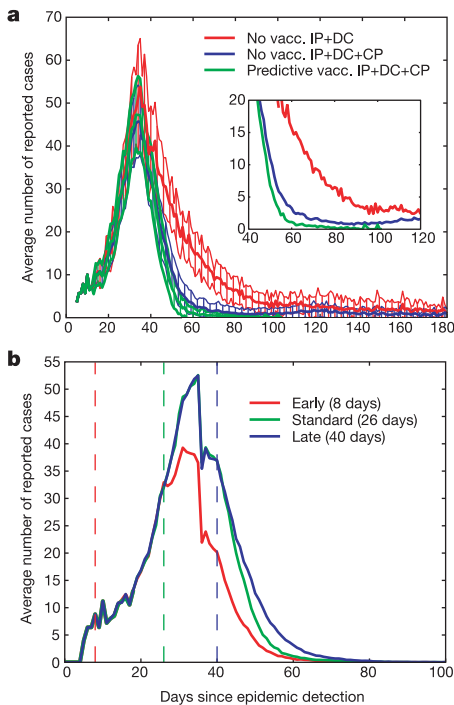 a
No vacc. IP+DC
No vacc. IP+DC+CP
Predictive vacc. IP+DC+CP
Average number of reported cases
70
60
50
40
30
20
10
0
20
15
10
5
0
40 60 80 100 120
0 20 40 60 80 100 120 140 160 180
b
Early (8 days)
Standard (26 days)
Late (40 days)
Average number of reported cases
55
50
45
40
35
30
25
20
15
10
5
0
0 20 40 60 80 100
Days since epidemic detection